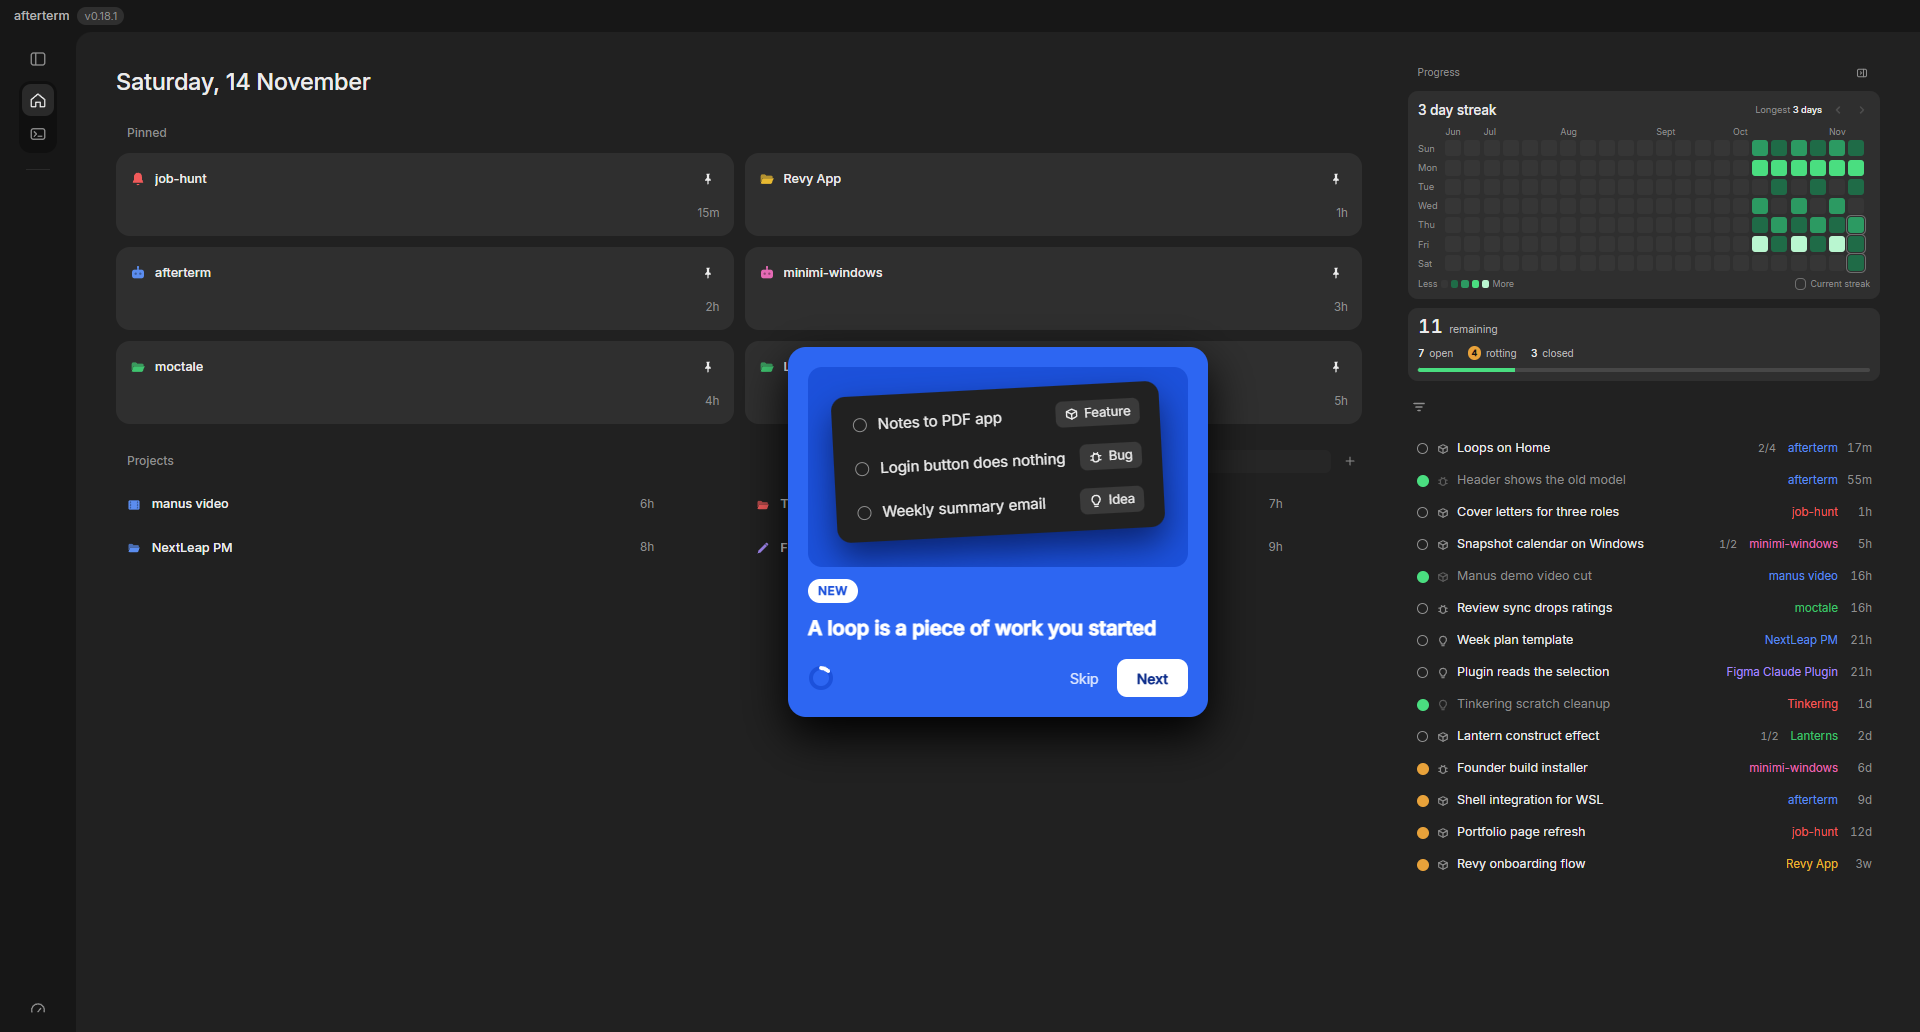 afterterm v0.18.1
Saturday, 14 November
Pinned
job-hunt
15m
Revy App
1h
afterterm
2h
minimi-windows
3h
moctale
4h
L
5h
Projects
manus video 6h
T 7h
NextLeap PM 8h
F 9h
Notes to PDF app Feature
Login button does nothing Bug
Weekly summary email Idea
NEW
A loop is a piece of work you started
Skip Next
Progress
3 day streak Longest 3 days
Jun Jul Aug Sept Oct Nov
Sun
Mon
Tue
Wed
Thu
Fri
Sat
Less More Current streak
11 remaining
7 open 4 rotting 3 closed
Loops on Home 2/4 afterterm 17m
Header shows the old model afterterm 55m
Cover letters for three roles job-hunt 1h
Snapshot calendar on Windows 1/2 minimi-windows 5h
Manus demo video cut manus video 16h
Review sync drops ratings moctale 16h
Week plan template NextLeap PM 21h
Plugin reads the selection Figma Claude Plugin 21h
Tinkering scratch cleanup Tinkering 1d
Lantern construct effect 1/2 Lanterns 2d
Founder build installer minimi-windows 6d
Shell integration for WSL afterterm 9d
Portfolio page refresh job-hunt 12d
Revy onboarding flow Revy App 3w